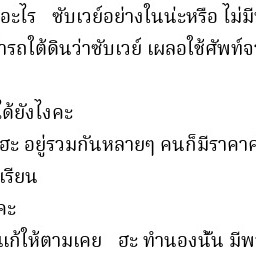 อะไร ซับเวย์อย่างในน่ะหรือ ไม่มี
ารถใต้ดินว่าซับเวย์ เผลอใช้ศัพท์จ
ได้ยังไงคะ
ฮะ อยู่รวมกันหลายๆ คนก็มีราคา
เรียน
คะ
แก้ให้ตามเคย ฮะ ทำนองนั้น มีพ